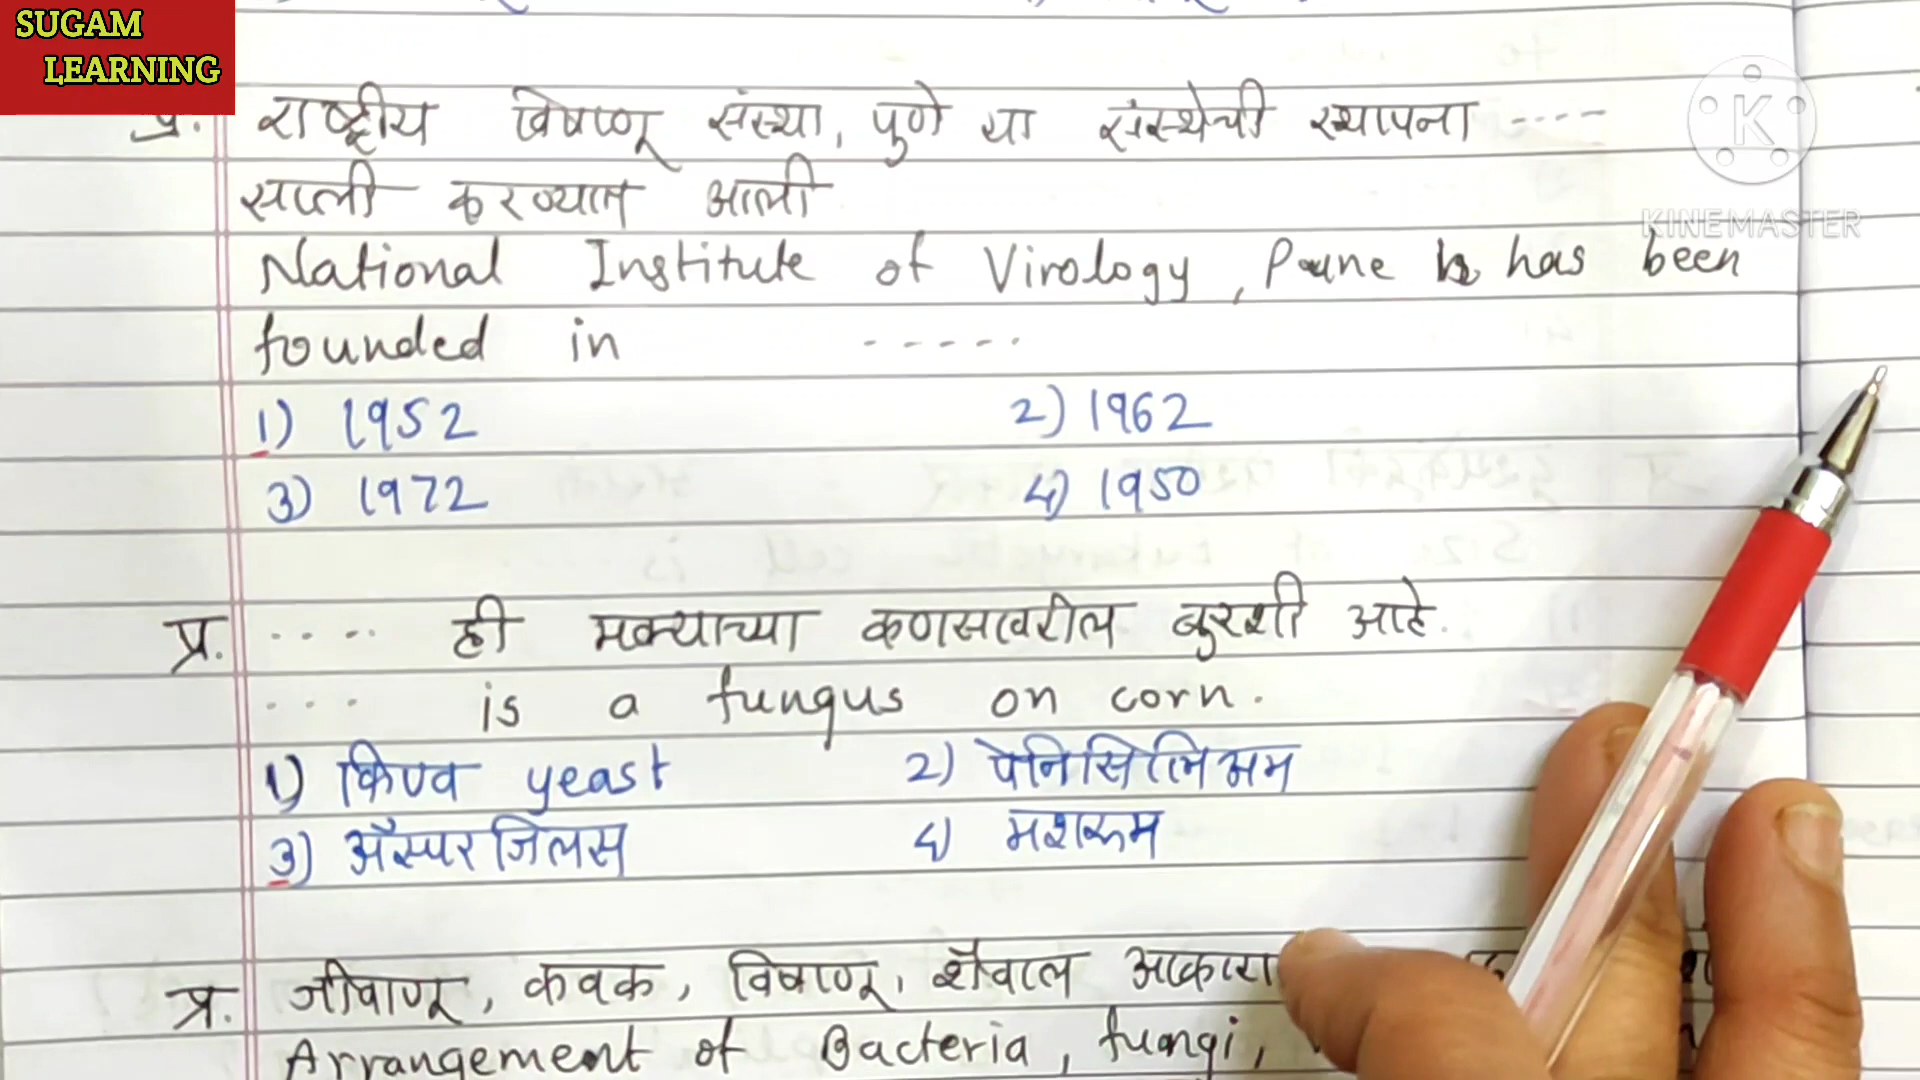 SUGAM
LEARNING
प्र. राष्ट्रीय विषाणू संस्था, पुणे या संस्थेची स्थापना ----
साली करण्यात आली
National Institute of Virology, Pune has been
founded in -----
1) 1952 2) 1962
3) 1972 4) 1950
प्र. .... ही मक्याच्या कणसावरील बुरशी आहे.
... is a fungus on corn.
1) किण्व yeast 2) पेनिसिलिअम
3) अॅस्परजिलस 4) मशरूम
प्र. जीवाणू, कवक, विषाणू, शैवाल
Arrangement of Bacteria, fungi,
KINEMASTER